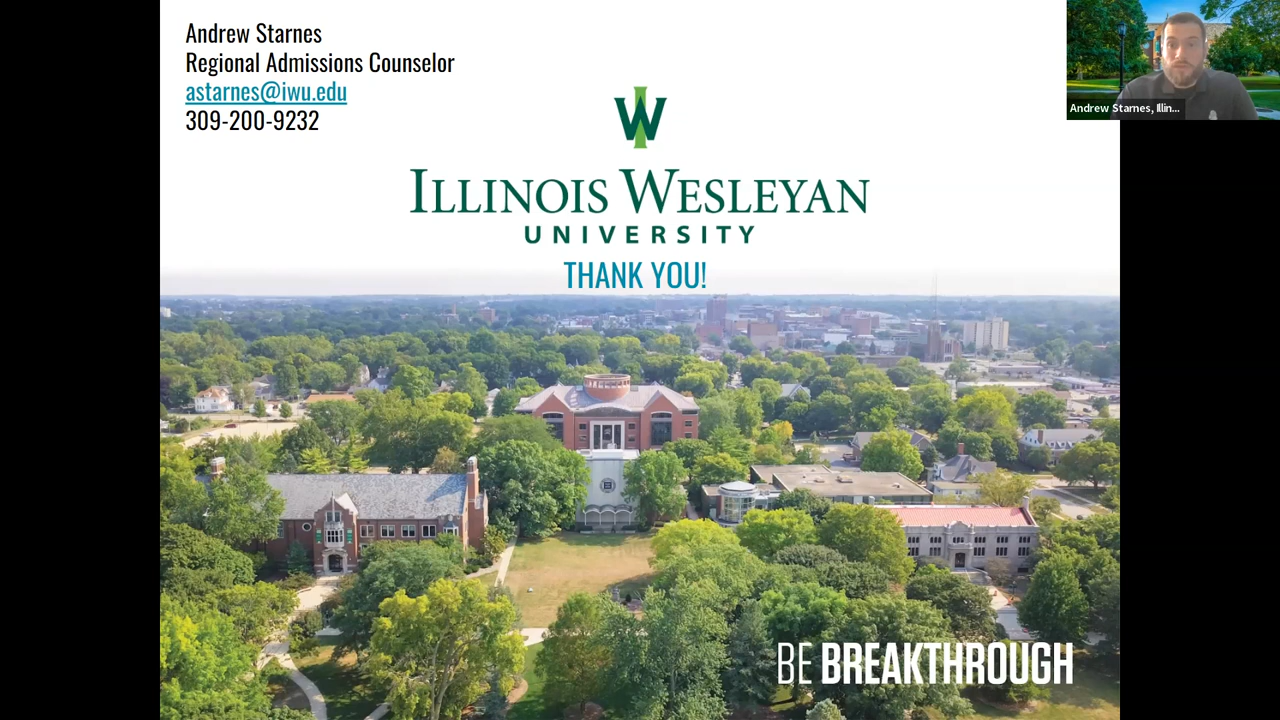 Andrew Starnes
Regional Admissions Counselor
astarnes@iwu.edu
309-200-9232
Andrew Starnes, Illin...
IW
ILLINOIS WESLEYAN
UNIVERSITY
THANK YOU!
BE BREAKTHROUGH